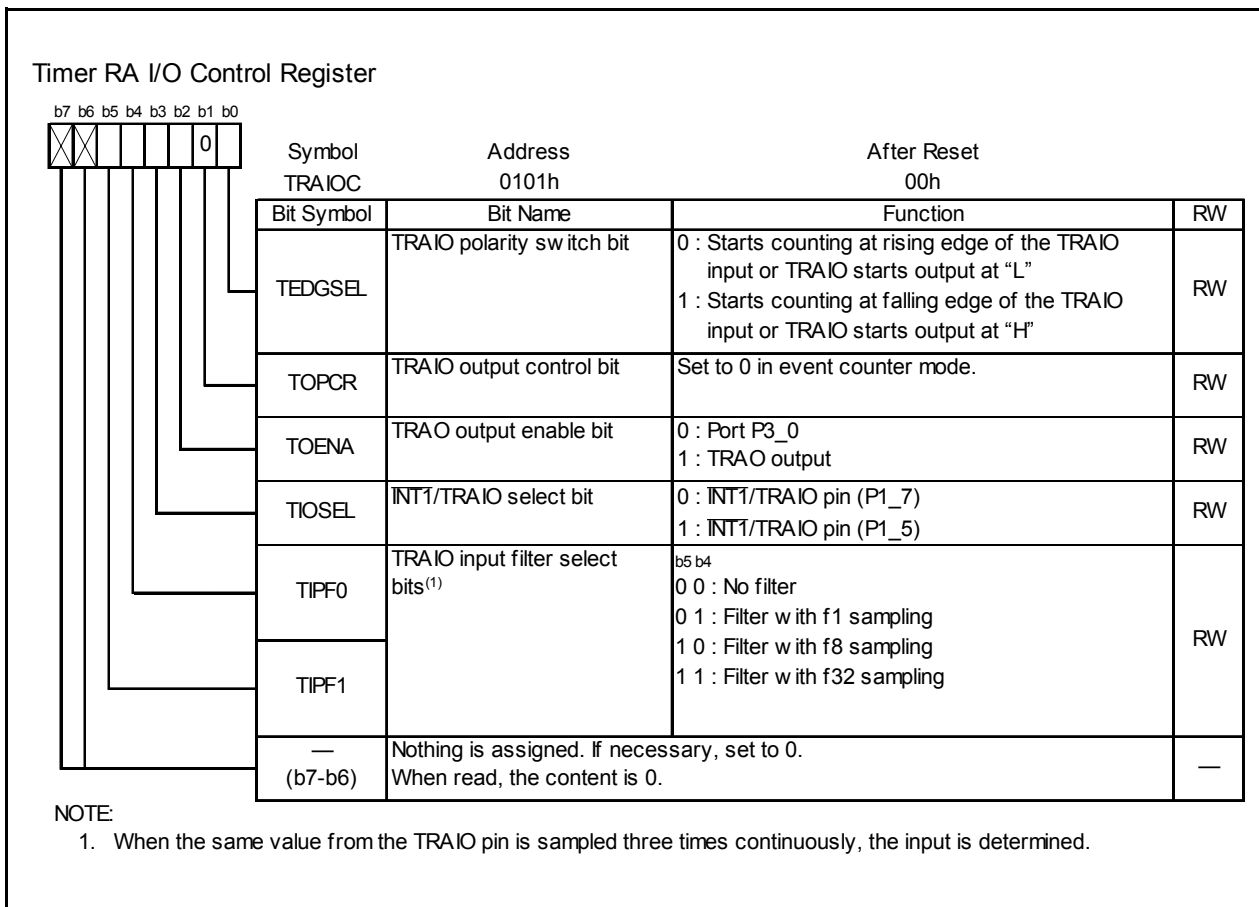 Timer RA I/O Control Register
b7 b6 b5 b4 b3 b2 b1 b0
0
Symbol Address After Reset
TRAIOC 0101h 00h
Bit Symbol Bit Name Function RW
TEDGSEL TRAIO polarity switch bit 0 : Starts counting at rising edge of the TRAIO
input or TRAIO starts output at “L”
1 : Starts counting at falling edge of the TRAIO
input or TRAIO starts output at “H”
RW
TOPCR TRAIO output control bit Set to 0 in event counter mode. RW
TOENA TRAO output enable bit 0 : Port P3_0
1 : TRAO output
RW
TIOSEL INT1/TRAIO select bit 0 : INT1/TRAIO pin (P1_7)
1 : INT1/TRAIO pin (P1_5)
RW
TIPF0 TRAIO input filter select
bits(1)
b5 b4
0 0 : No filter
0 1 : Filter with f1 sampling
1 0 : Filter with f8 sampling
1 1 : Filter with f32 sampling
RW
TIPF1
—
(b7-b6)
Nothing is assigned. If necessary, set to 0.
When read, the content is 0.
—
NOTE:
1. When the same value from the TRAIO pin is sampled three times continuously, the input is determined.